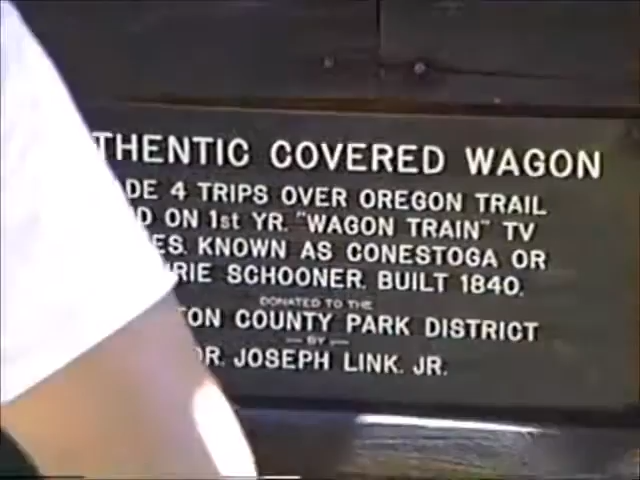 THENTIC COVERED WAGON
DE 4 TRIPS OVER OREGON TRAIL
D ON 1st YR. "WAGON TRAIN" TV
ES. KNOWN AS CONESTOGA OR
RIE SCHOONER. BUILT 1840.
DONATED TO THE
TON COUNTY PARK DISTRICT
— BY —
DR. JOSEPH LINK. JR.